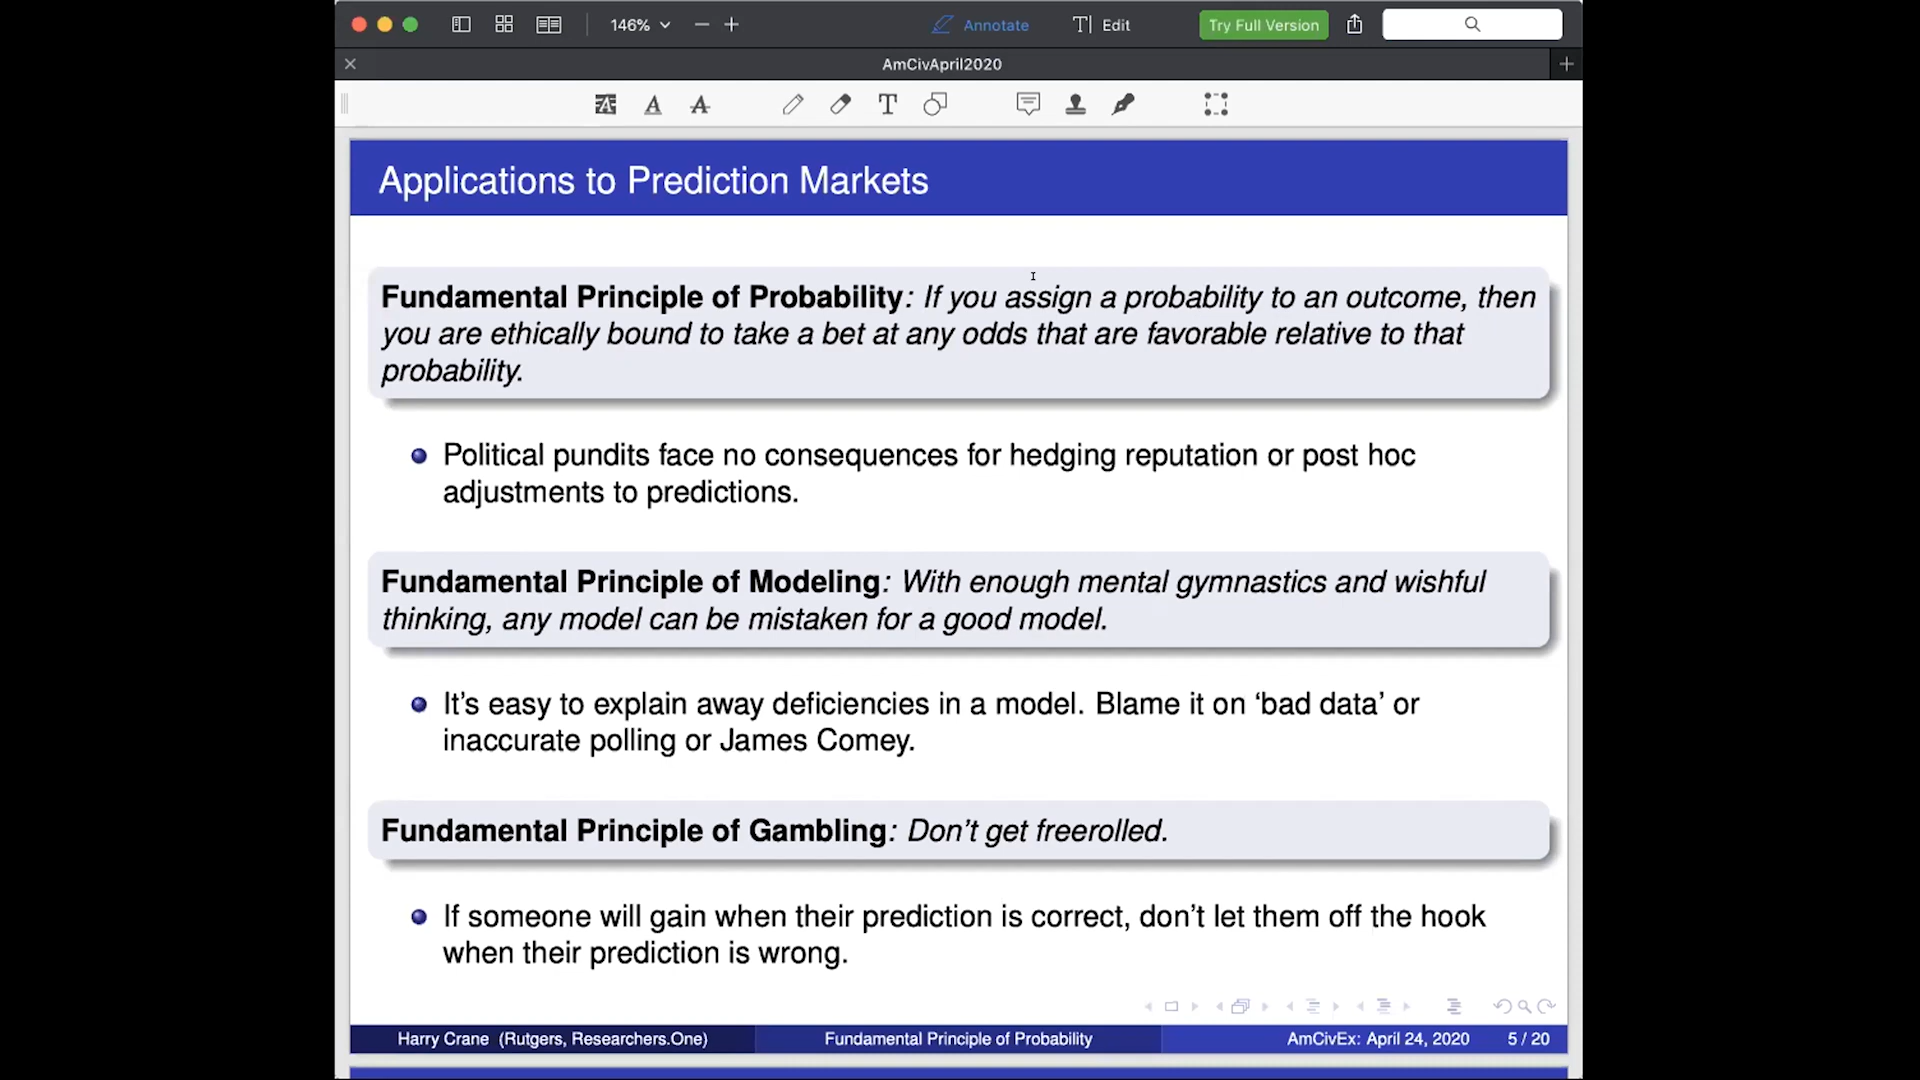 146%
Annotate
Edit
Try Full Version
AmCivApril2020
Applications to Prediction Markets
Fundamental Principle of Probability: If you assign a probability to an outcome, then
you are ethically bound to take a bet at any odds that are favorable relative to that
probability.
Political pundits face no consequences for hedging reputation or post hoc
adjustments to predictions.
Fundamental Principle of Modeling: With enough mental gymnastics and wishful
thinking, any model can be mistaken for a good model.
It's easy to explain away deficiencies in a model. Blame it on ‘bad data’ or
inaccurate polling or James Comey.
Fundamental Principle of Gambling: Don't get freerolled.
If someone will gain when their prediction is correct, don't let them off the hook
when their prediction is wrong.
Harry Crane (Rutgers, Researchers.One) Fundamental Principle of Probability AmCivEx: April 24, 2020 5 / 20